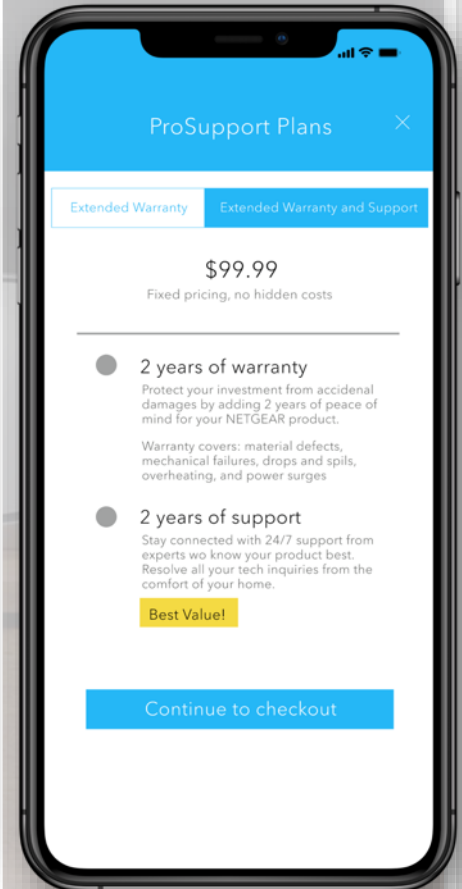 ProSupport Plans
Extended Warranty
Extended Warranty and Support
$99.99
Fixed pricing, no hidden costs
2 years of warranty
Protect your investment from accidenal
damages by adding 2 years of peace of
mind for your NETGEAR product.
Warranty covers: material defects,
mechanical failures, drops and spils,
overheating, and power surges
2 years of support
Stay connected with 24/7 support from
experts wo know your product best.
Resolve all your tech inquiries from the
comfort of your home.
Best Value!
Continue to checkout